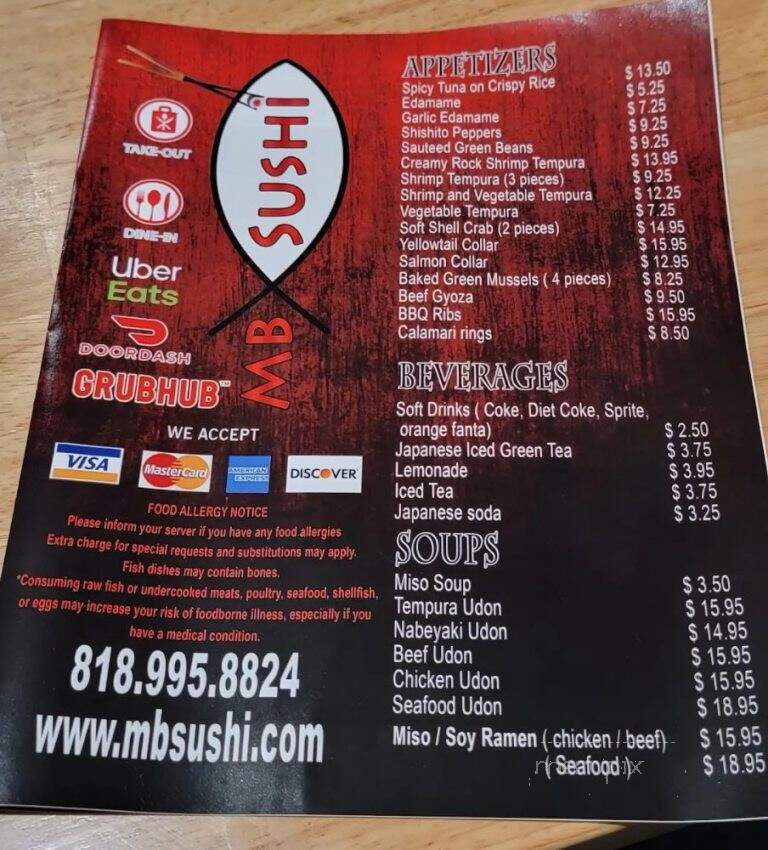 TAKE-OUT
DINE-IN
Uber
Eats
DOORDASH
GRUBHUB™
MB SUSHI
WE ACCEPT
VISA
MasterCard
AMERICAN
EXPRESS
DISCOVER
FOOD ALLERGY NOTICE
Please inform your server if you have any food allergies
Extra charge for special requests and substitutions may apply.
Fish dishes may contain bones.
*Consuming raw fish or undercooked meats, poultry, seafood, shellfish,
or eggs may increase your risk of foodborne illness, especially if you
have a medical condition.
818.995.8824
www.mbsushi.com
APPETIZERS
Spicy Tuna on Crispy Rice $ 13.50
Edamame $ 5.25
Garlic Edamame $ 7.25
Shishito Peppers $ 9.25
Sauteed Green Beans $ 9.25
Creamy Rock Shrimp Tempura $ 13.95
Shrimp Tempura (3 pieces) $ 9.25
Shrimp and Vegetable Tempura $ 12.25
Vegetable Tempura $ 7.25
Soft Shell Crab (2 pieces) $ 14.95
Yellowtail Collar $ 15.95
Salmon Collar $ 12.95
Baked Green Mussels ( 4 pieces) $ 8.25
Beef Gyoza $ 9.50
BBQ Ribs $ 15.95
Calamari rings $ 8.50
BEVERAGES
Soft Drinks ( Coke, Diet Coke, Sprite,
orange fanta) $ 2.50
Japanese Iced Green Tea $ 3.75
Lemonade $ 3.95
Iced Tea $ 3.75
Japanese soda $ 3.25
SOUPS
Miso Soup $ 3.50
Tempura Udon $ 15.95
Nabeyaki Udon $ 14.95
Beef Udon $ 15.95
Chicken Udon $ 15.95
Seafood Udon $ 18.95
Miso / Soy Ramen ( chicken / beef) $ 15.95
( Seafood ) $ 18.95